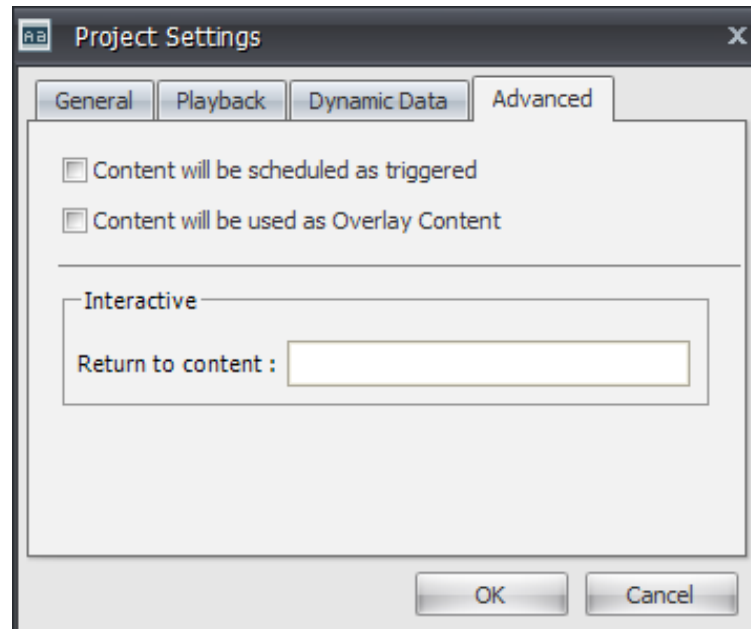 AA Project Settings X
General Playback Dynamic Data Advanced
Content will be scheduled as triggered
Content will be used as Overlay Content
Interactive
Return to content :
OK Cancel